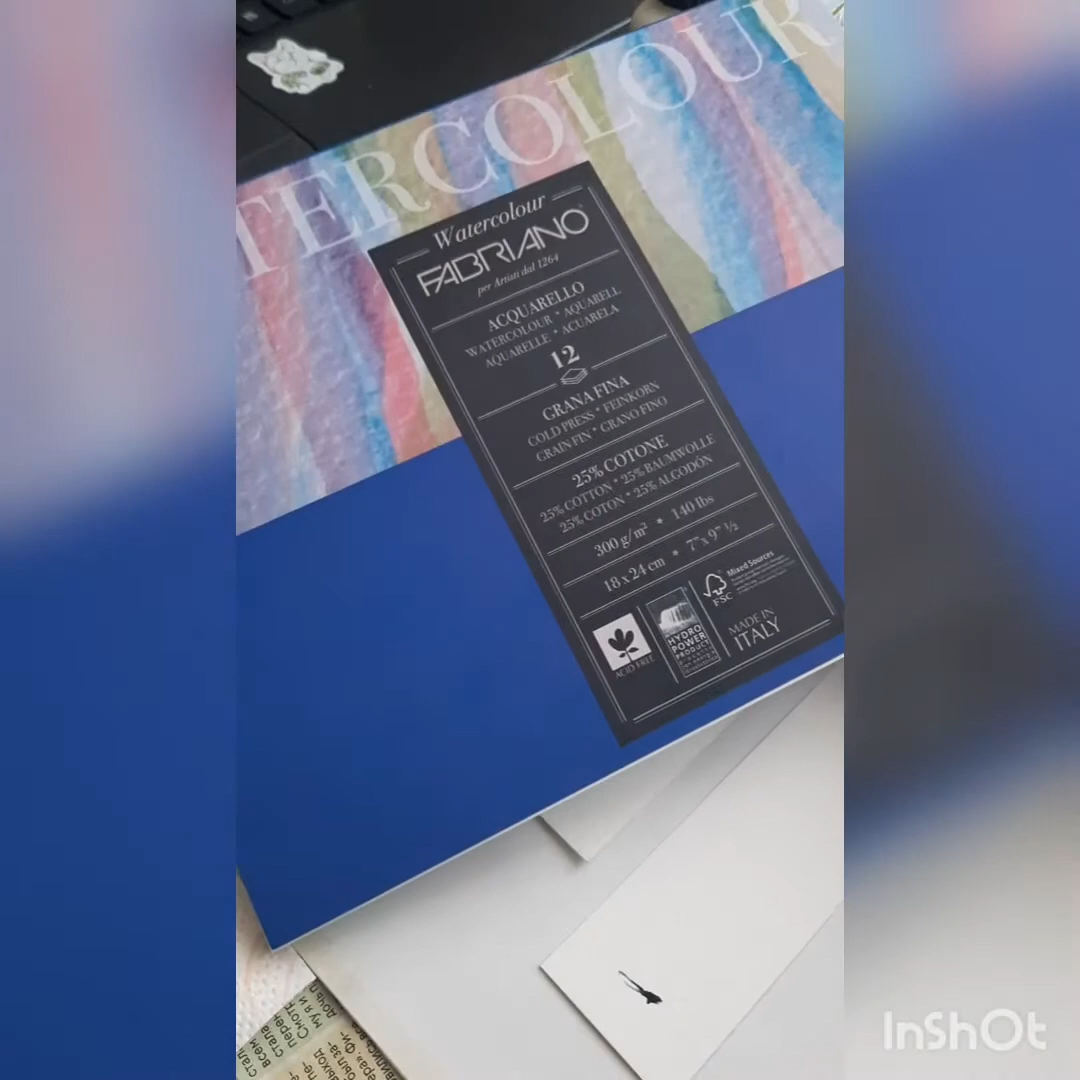 TERCOLOUR
Watercolour
FABRIANO
per Artisti dal 1264
ACQUARELLO
WATERCOLOUR * AQUARELL
AQUARELLE * ACUARELA
12
GRANA FINA
COLD PRESS * FEINKORN
GRAIN FIN * GRANO FINO
25% COTONE
25% COTTON * 25% BAUMWOLLE
25% COTON * 25% ALGODÓN
300 g/m² * 140 lbs
18 x 24 cm * 7" x 9" ½
ACID FREE
HYDRO
POWER
PRODUCT
FSC
Mixed Sources
MADE IN
ITALY
InShOt